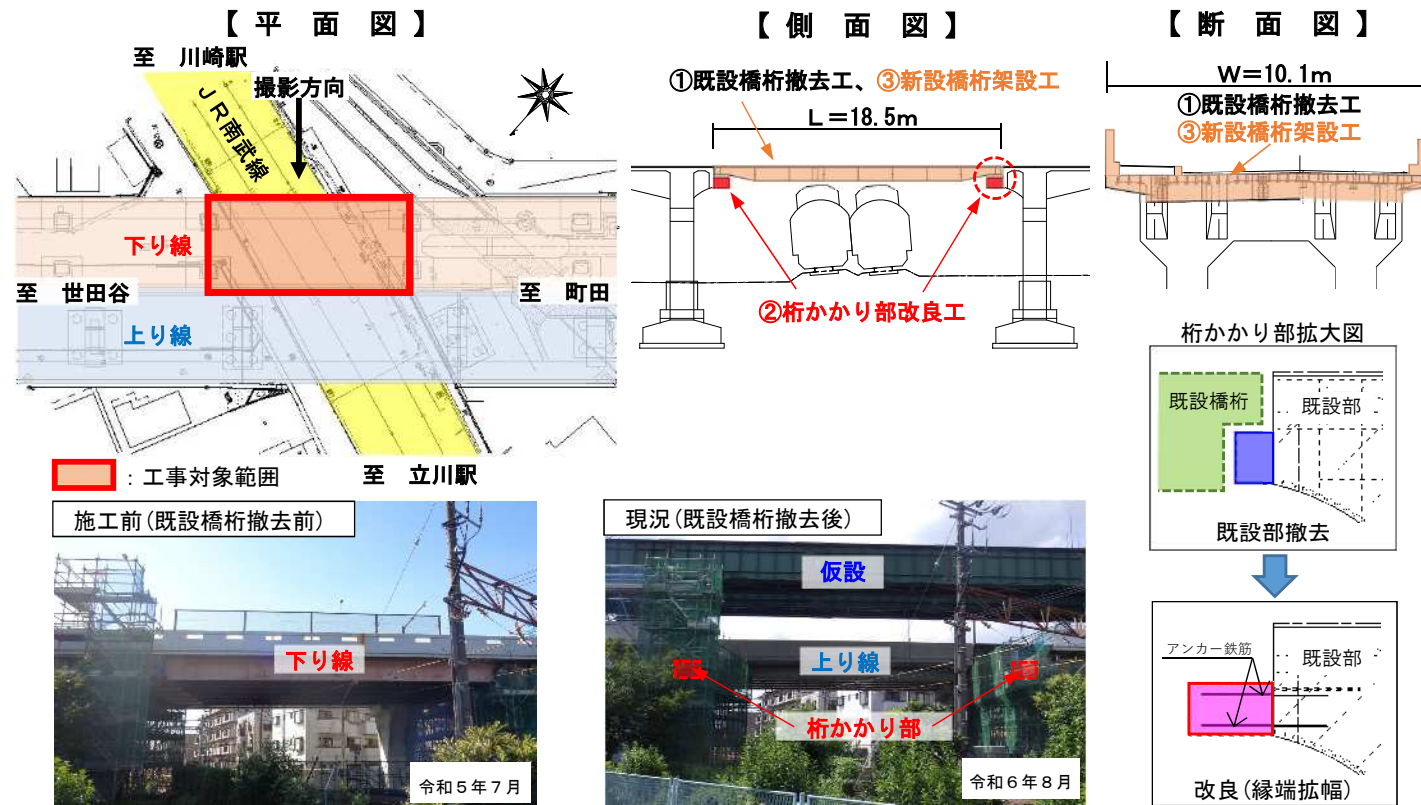 【 平 面 図 】
至 川崎駅
撮影方向
JR南武線
下り線
至 世田谷
至 町田
上り線
至 立川駅
：工事対象範囲
【 側 面 図 】
①既設橋桁撤去工、③新設橋桁架設工
L＝18.5m
②桁かかり部改良工
【 断 面 図 】
W＝10.1m
①既設橋桁撤去工
③新設橋桁架設工
桁かかり部拡大図
既設橋桁
既設部
既設部撤去
アンカー鉄筋
既設部
改良(縁端拡幅)
施工前(既設橋桁撤去前)
下り線
令和５年７月
現況(既設橋桁撤去後)
仮設
上り線
桁かかり部
令和６年８月